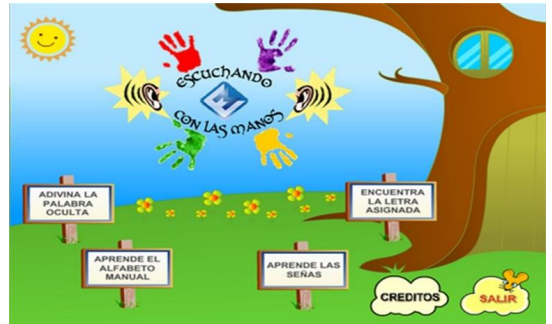 ESCUCHANDO
CON LAS MANOS
ADIVINA LA
PALABRA
OCULTA
ENCUENTRA
LA LETRA
ASIGNADA
APRENDE EL
ALFABETO
MANUAL
APRENDE LAS
SEÑAS
CREDITOS
SALIR